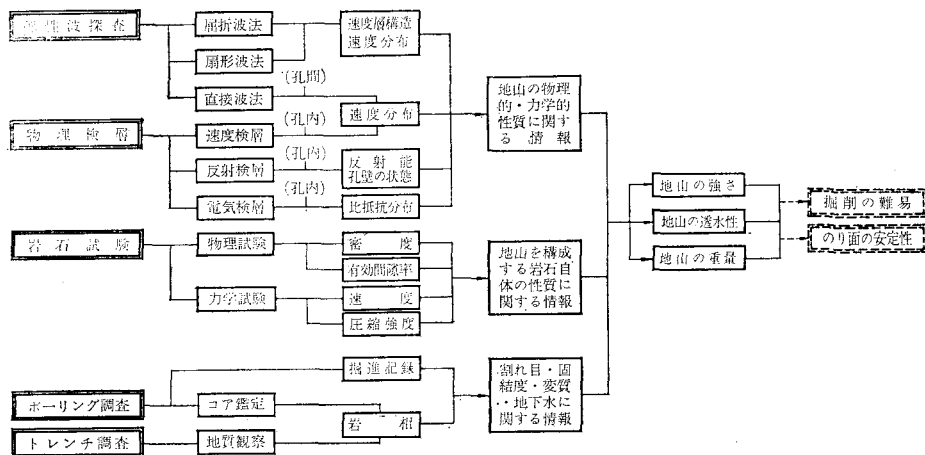 弾性波探査
屈折波法
速度層構造
速度分布
扇形波法
(孔間)
直接波法
地山の物理
的・力学的
性質に関す
る情報
(孔内)
速度分布
物理検層
速度検層
(孔内)
反射検層
反射能
孔壁の状態
(孔内)
電気検層
比抵抗分布
地山の強さ
掘削の難易
地山の透水性
のり面の安定性
地山の重量
岩石試験
物理試験
密度
有効間隙率
地山を構成
する岩石自
体の性質に
関する情報
力学試験
速度
圧縮強度
掘進記録
割れ目・固
結度・変質
・地下水に
関する情報
ボーリング調査
コア鑑定
岩相
トレンチ調査
地質観察